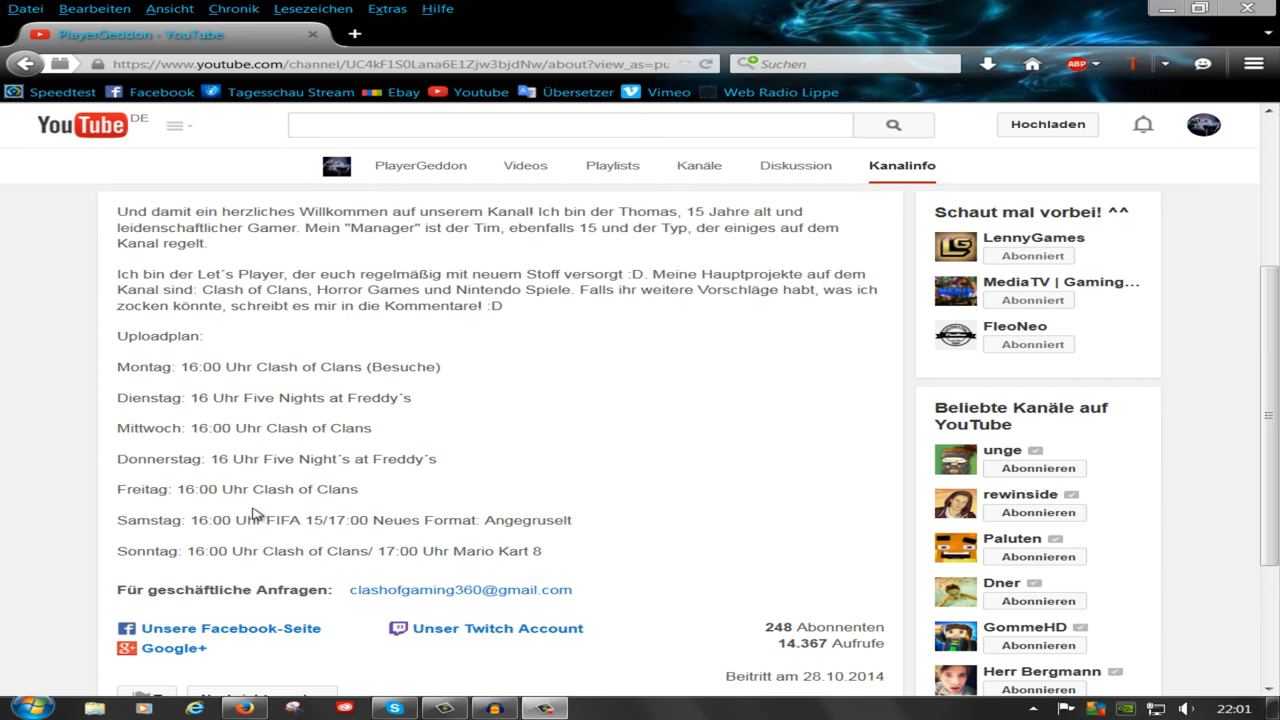 Datei Bearbeiten Ansicht Chronik Lesezeichen Extras Hilfe
PlayerGeddon - YouTube
https://www.youtube.com/channel/UC4kF1S0Lana6E1Zjw3bjdNw/about?view_as=pu
Suchen
ABP
T
Speedtest Facebook Tagesschau Stream Ebay Youtube Übersetzer Vimeo Web Radio Lippe
YouTube DE
Hochladen
PlayerGeddon Videos Playlists Kanäle Diskussion Kanalinfo
Und damit ein herzliches Willkommen auf unserem Kanal! Ich bin der Thomas, 15 Jahre alt und
leidenschaftlicher Gamer. Mein "Manager" ist der Tim, ebenfalls 15 und der Typ, der einiges auf dem
Kanal regelt.
Ich bin der Let´s Player, der euch regelmäßig mit neuem Stoff versorgt :D. Meine Hauptprojekte auf dem
Kanal sind: Clash of Clans, Horror Games und Nintendo Spiele. Falls ihr weitere Vorschläge habt, was ich
zocken könnte, schreibt es mir in die Kommentare! :D
Uploadplan:
Montag: 16:00 Uhr Clash of Clans (Besuche)
Dienstag: 16 Uhr Five Nights at Freddy´s
Mittwoch: 16:00 Uhr Clash of Clans
Donnerstag: 16 Uhr Five Night´s at Freddy´s
Freitag: 16:00 Uhr Clash of Clans
Samstag: 16:00 Uhr FIFA 15/17:00 Neues Format: Angegruselt
Sonntag: 16:00 Uhr Clash of Clans/ 17:00 Uhr Mario Kart 8
Für geschäftliche Anfragen: clashofgaming360@gmail.com
Unsere Facebook-Seite Unser Twitch Account
Google+
248 Abonnenten
14.367 Aufrufe
Beitritt am 28.10.2014
Schaut mal vorbei! ^^
LennyGames
Abonniert
MediaTV | Gaming...
Abonniert
FleoNeo
Abonniert
Beliebte Kanäle auf
YouTube
unge
Abonnieren
rewinside
Abonnieren
Paluten
Abonnieren
Dner
Abonnieren
GommeHD
Abonnieren
Herr Bergmann
Abonnieren
22:01